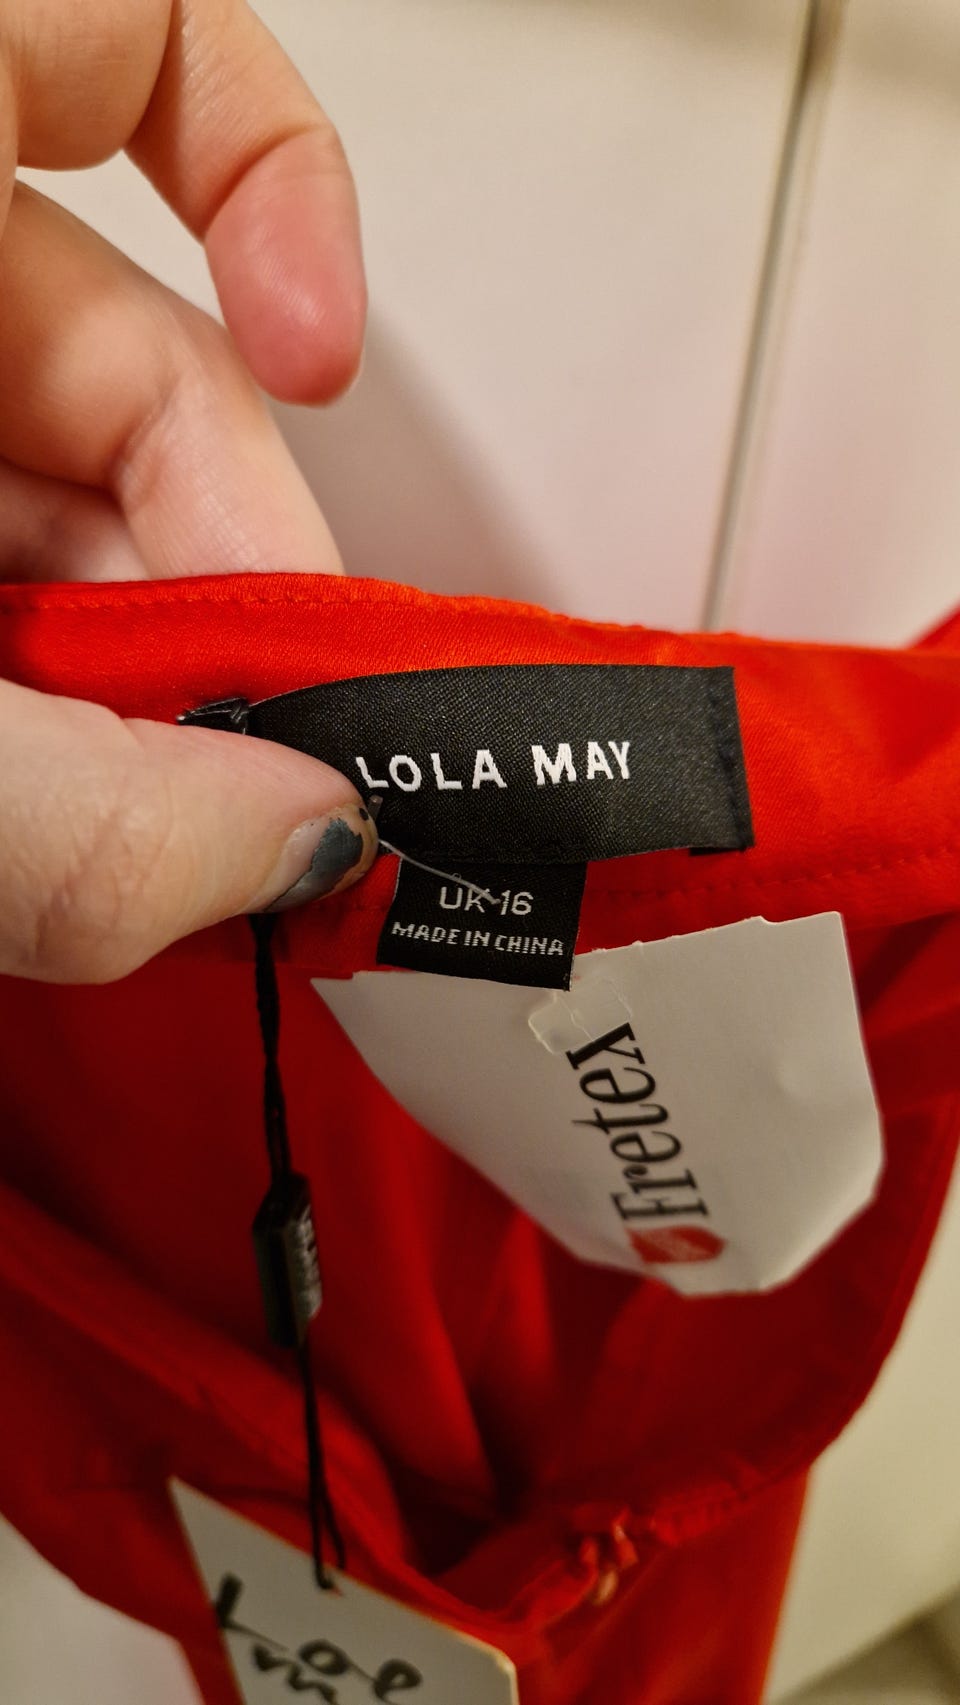 LOLA MAY
UK 16
MADE IN CHINA
Fretex